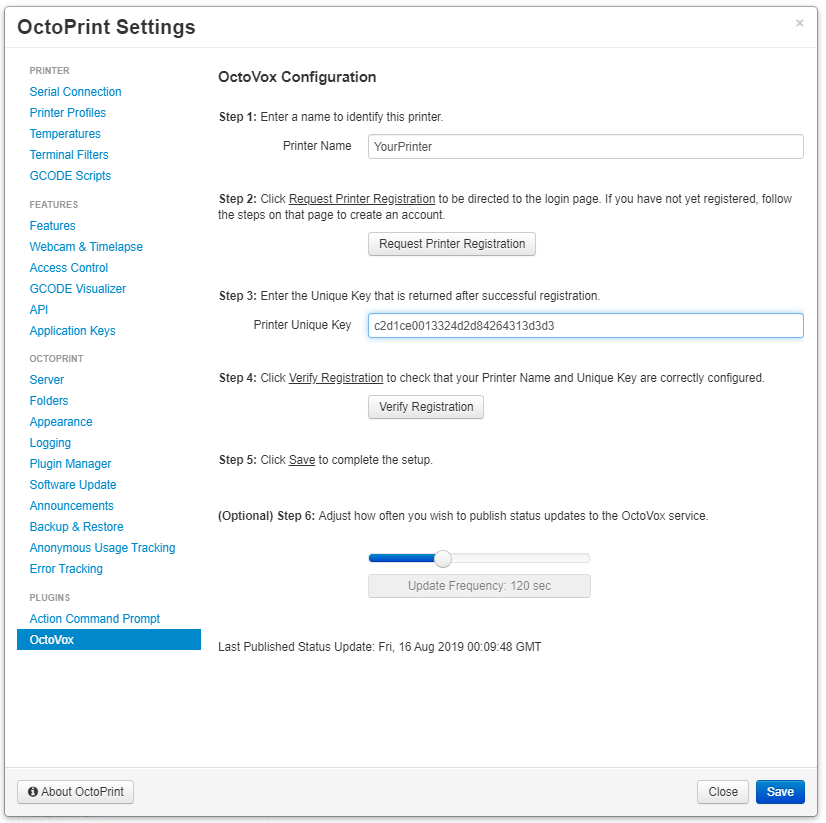 OctoPrint Settings
×
PRINTER
Serial Connection
Printer Profiles
Temperatures
Terminal Filters
GCODE Scripts
FEATURES
Features
Webcam & Timelapse
Access Control
GCODE Visualizer
API
Application Keys
OCTOPRINT
Server
Folders
Appearance
Logging
Plugin Manager
Software Update
Announcements
Backup & Restore
Anonymous Usage Tracking
Error Tracking
PLUGINS
Action Command Prompt
OctoVox
OctoVox Configuration
Step 1: Enter a name to identify this printer.
Printer Name YourPrinter
Step 2: Click Request Printer Registration to be directed to the login page. If you have not yet registered, follow
the steps on that page to create an account.
Request Printer Registration
Step 3: Enter the Unique Key that is returned after successful registration.
Printer Unique Key c2d1ce0013324d2d84264313d3d3
Step 4: Click Verify Registration to check that your Printer Name and Unique Key are correctly configured.
Verify Registration
Step 5: Click Save to complete the setup.
(Optional) Step 6: Adjust how often you wish to publish status updates to the OctoVox service.
Update Frequency: 120 sec
Last Published Status Update: Fri, 16 Aug 2019 00:09:48 GMT
About OctoPrint
Close
Save